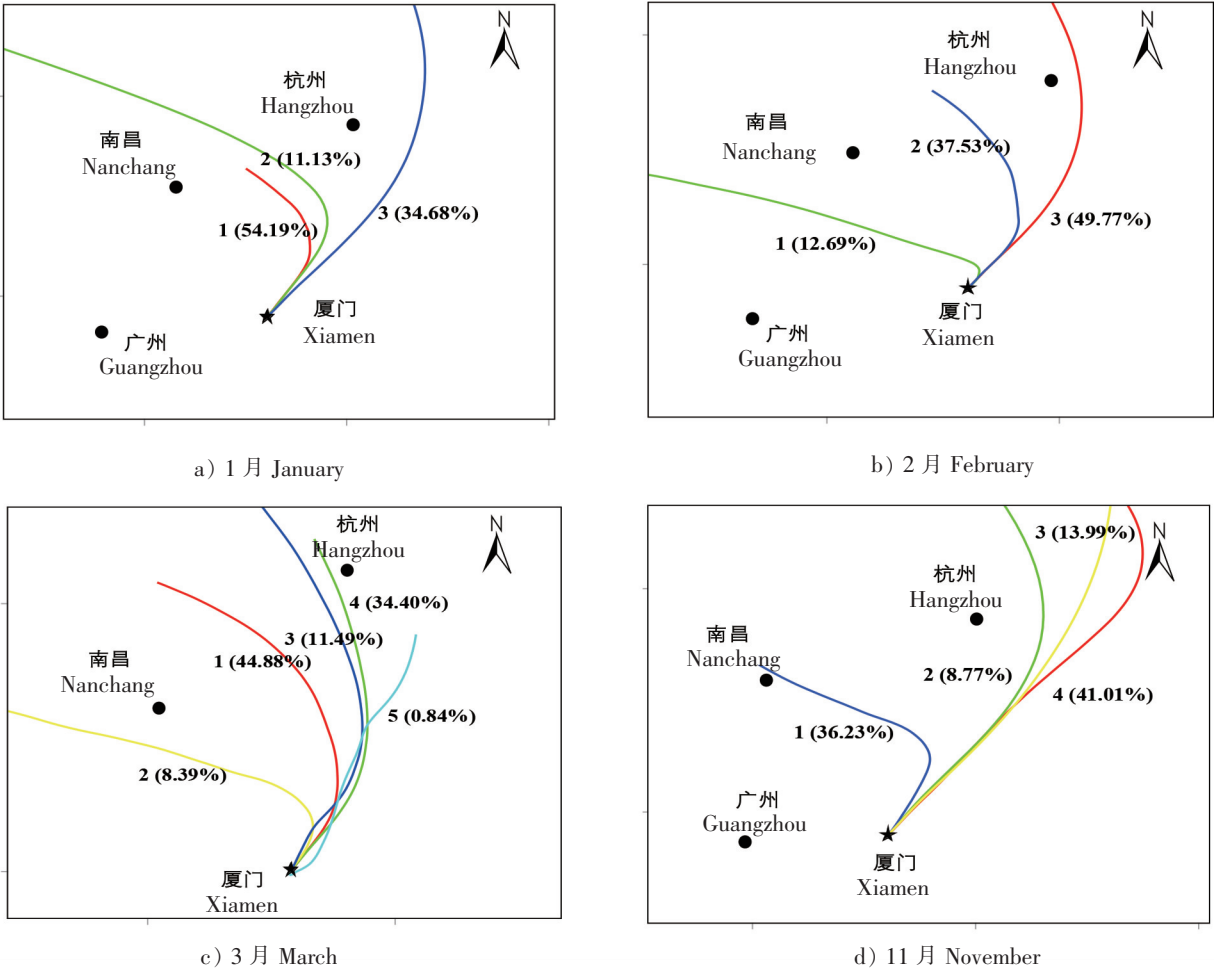 N
杭州
Hangzhou
南昌
Nanchang
2 (11.13%)
1 (54.19%)
3 (34.68%)
厦门
Xiamen
广州
Guangzhou
a) 1 月 January
N
杭州
Hangzhou
南昌
Nanchang
2 (37.53%)
3 (49.77%)
1 (12.69%)
厦门
Xiamen
广州
Guangzhou
b) 2 月 February
N
杭州
Hangzhou
4 (34.40%)
3 (11.49%)
1 (44.88%)
南昌
Nanchang
5 (0.84%)
2 (8.39%)
厦门
Xiamen
c) 3 月 March
3 (13.99%)
N
杭州
Hangzhou
南昌
Nanchang
2 (8.77%)
4 (41.01%)
1 (36.23%)
广州
Guangzhou
厦门
Xiamen
d) 11 月 November